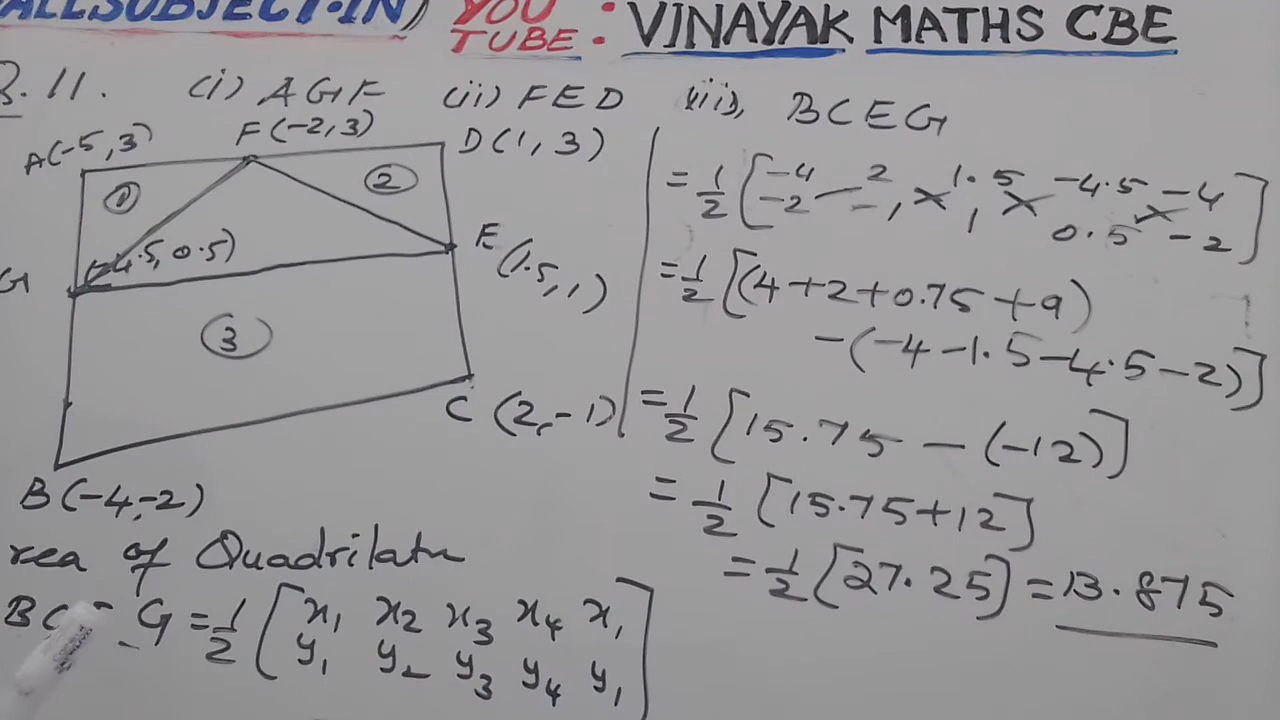 ALLSUBJECT.IN) YOU TUBE : VINAYAK MATHS CBE
3.11. (i) AGF (ii) FED (iii), BCEG
A(-5,3) F(-2,3) D(1,3)
① ②
G (-4.5, 0.5) E (1.5, 1)
③
C (2,-1)
B(-4,-2)
rea of Quadrilatr
BCEG = 1/2 [ x₁ x₂ x₃ x₄ x₁
y₁ y₂ y₃ y₄ y₁ ]
= 1/2 [ -4 2 1.5 -4.5 -4
-2 -1 1 0.5 -2 ]
= 1/2 [(4+2+0.75+9)
-(-4-1.5-4.5-2)]
= 1/2 [15.75 - (-12)]
= 1/2 [15.75+12]
= 1/2 [27.25] = 13.875